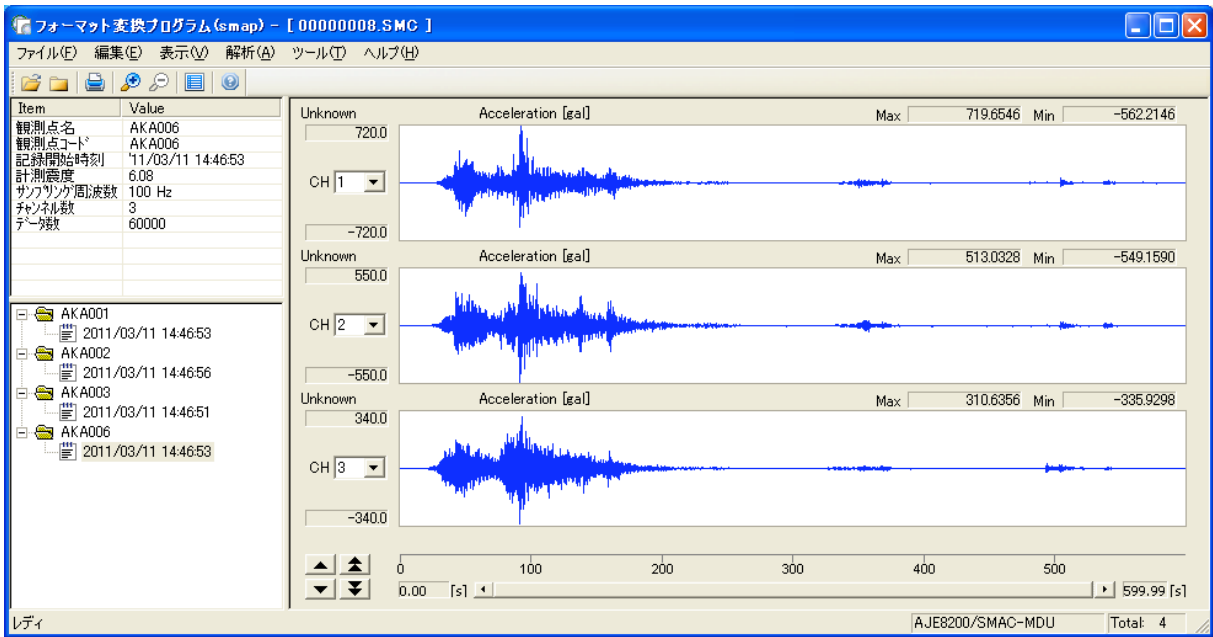 フォーマット変換プログラム(smap) - [ 00000008.SMC ]
ファイル(F) 編集(E) 表示(V) 解析(A) ツール(T) ヘルプ(H)
Item Value
観測点名 AKA006
観測点コード AKA006
記録開始時刻 '11/03/11 14:46:53
計測震度 6.08
サンプリング周波数 100 Hz
チャンネル数 3
データ数 60000
AKA001
2011/03/11 14:46:53
AKA002
2011/03/11 14:46:56
AKA003
2011/03/11 14:46:51
AKA006
2011/03/11 14:46:53
Unknown Acceleration [gal] Max 719.6546 Min -562.2146
720.0
CH 1
-720.0
Unknown Acceleration [gal] Max 513.0328 Min -549.1590
550.0
CH 2
-550.0
Unknown Acceleration [gal] Max 310.6356 Min -335.9298
340.0
CH 3
-340.0
0 100 200 300 400 500
0.00 [s] 599.99 [s]
レディ AJE8200/SMAC-MDU Total: 4